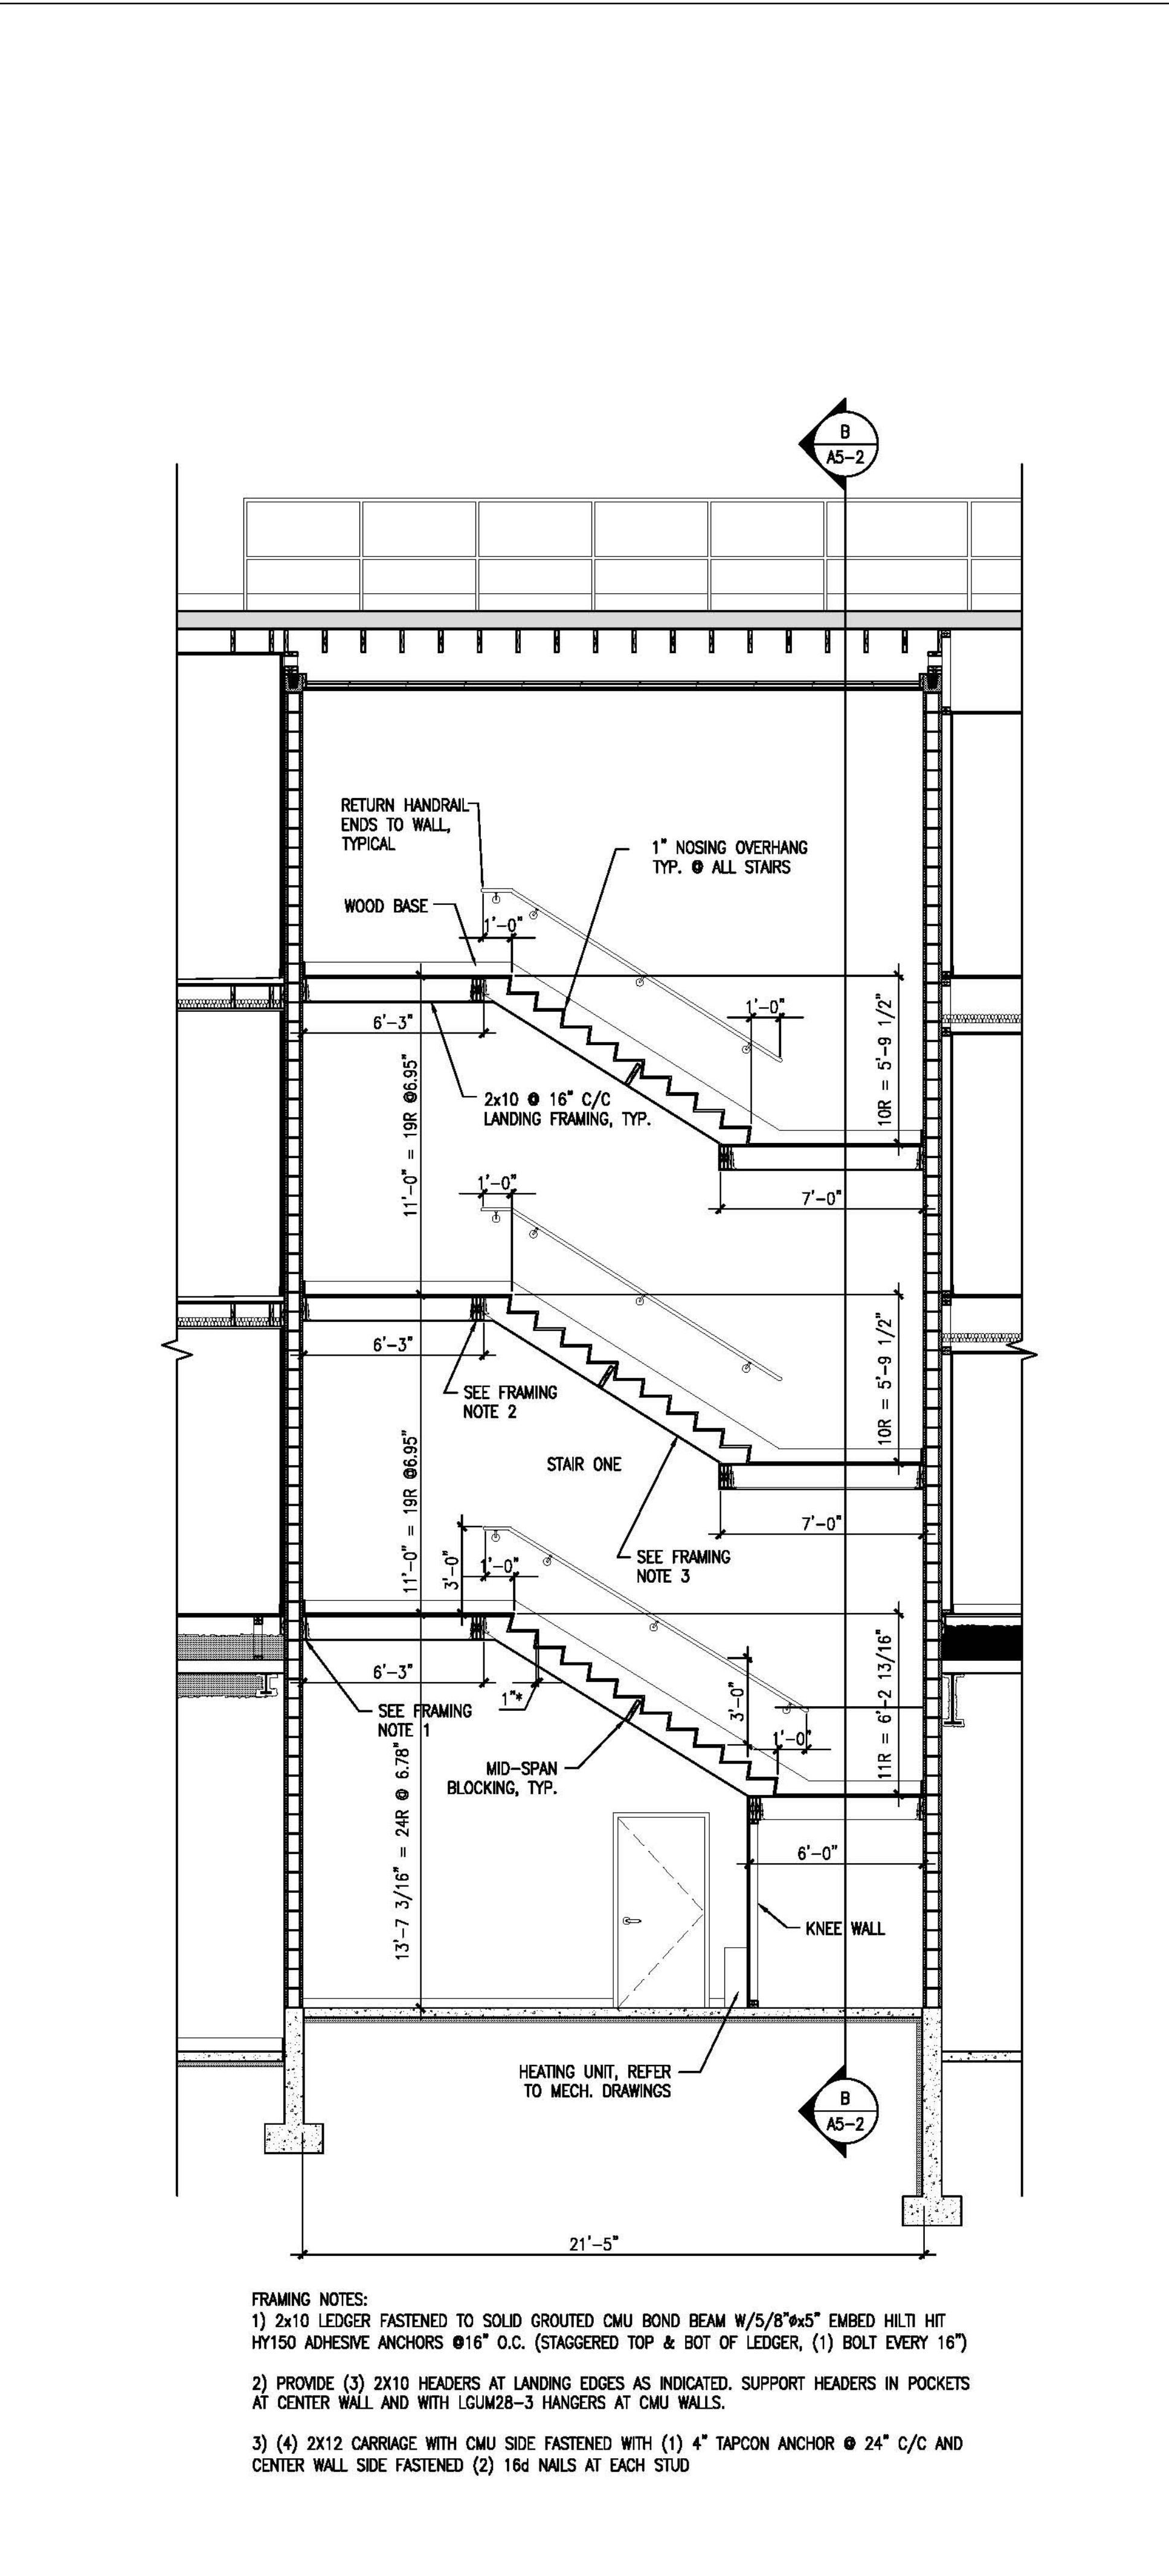 B
A5-2
RETURN HANDRAIL
ENDS TO WALL,
TYPICAL
1" NOSING OVERHANG
TYP. @ ALL STAIRS
WOOD BASE
1'-0"
1'-0"
6'-3"
10R = 5'-9 1/2"
11'-0" = 19R @6.95"
2x10 @ 16" C/C
LANDING FRAMING, TYP.
1'-0"
7'-0"
6'-3"
10R = 5'-9 1/2"
SEE FRAMING
NOTE 2
STAIR ONE
11'-0" = 19R @6.95"
7'-0"
3'-0"
1'-0"
SEE FRAMING
NOTE 3
6'-3"
1"*
3'-0"
1'-0"
11R = 6'-2 13/16"
SEE FRAMING
NOTE 1
MID-SPAN
BLOCKING, TYP.
13'-7 3/16" = 24R @ 6.78"
6'-0"
KNEE WALL
HEATING UNIT, REFER
TO MECH. DRAWINGS
B
A5-2
21'-5"
FRAMING NOTES:
1) 2x10 LEDGER FASTENED TO SOLID GROUTED CMU BOND BEAM W/5/8"øx5" EMBED HILTI HIT
HY150 ADHESIVE ANCHORS @16" O.C. (STAGGERED TOP & BOT OF LEDGER, (1) BOLT EVERY 16")
2) PROVIDE (3) 2X10 HEADERS AT LANDING EDGES AS INDICATED. SUPPORT HEADERS IN POCKETS
AT CENTER WALL AND WITH LGUM28-3 HANGERS AT CMU WALLS.
3) (4) 2X12 CARRIAGE WITH CMU SIDE FASTENED WITH (1) 4" TAPCON ANCHOR @ 24" C/C AND
CENTER WALL SIDE FASTENED (2) 16d NAILS AT EACH STUD